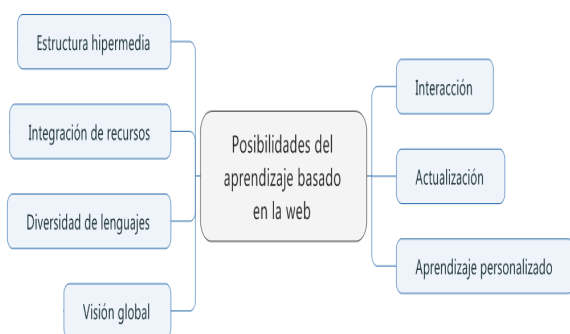 Estructura hipermedia
Integración de recursos
Diversidad de lenguajes
Visión global
Posibilidades del
aprendizaje basado
en la web
Interacción
Actualización
Aprendizaje personalizado